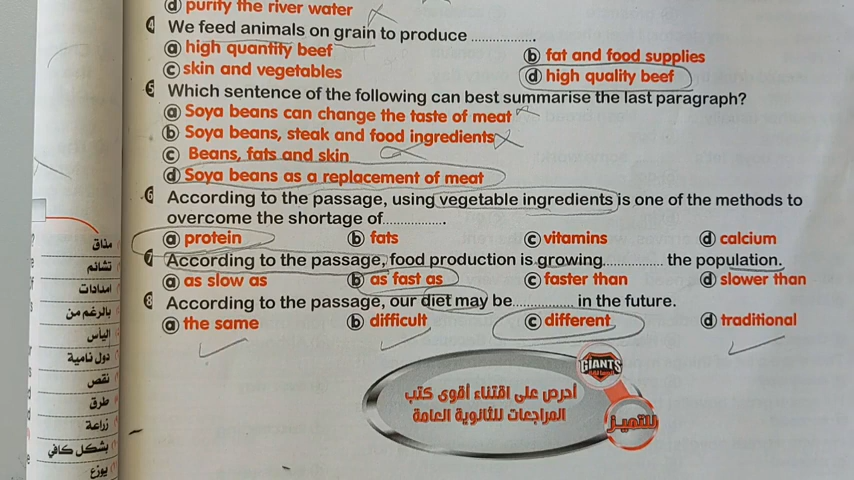 d purify the river water
4 We feed animals on grain to produce ...............
a high quantity beef
b fat and food supplies
c skin and vegetables
d high quality beef
5 Which sentence of the following can best summarise the last paragraph?
a Soya beans can change the taste of meat
b Soya beans, steak and food ingredients
c Beans, fats and skin
d Soya beans as a replacement of meat
6 According to the passage, using vegetable ingredients is one of the methods to
overcome the shortage of...............
a protein b fats c vitamins d calcium
7 According to the passage, food production is growing............... the population.
a as slow as b as fast as c faster than d slower than
8 According to the passage, our diet may be............... in the future.
a the same b difficult c different d traditional
مذاق
تشائم
امدادات
بالرغم من
اليأس
دول نامية
نقص
طرق
زراعة
بشكل كافي
يوزع
GIANTS
أحرص على اقتناء أقوى كتب
المراجعات للثانوية العامة
للتميز